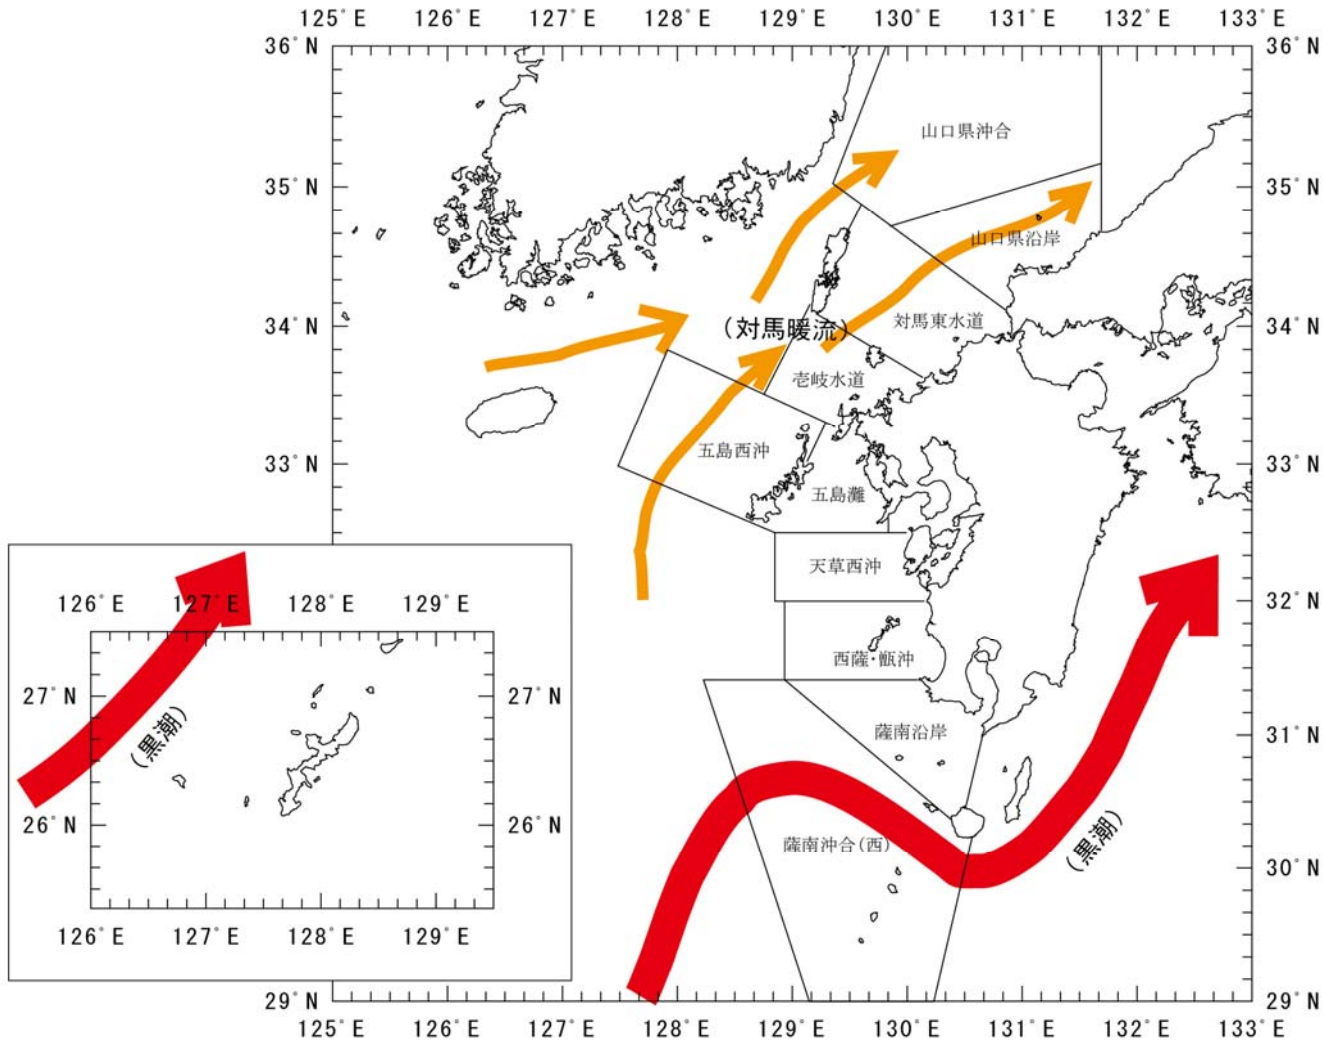 125°E 126°E 127°E 128°E 129°E 130°E 131°E 132°E 133°E
36°N 36°N
山口県沖合
35°N 35°N
山口県沿岸
34°N (対馬暖流) 対馬東水道 34°N
壱岐水道
五島西沖
33°N 33°N
五島灘
天草西沖
126°E 127°E 128°E 129°E
32°N
西薩・甑沖
27°N 27°N
(黒潮)
薩南沿岸
31°N
26°N 26°N
薩南沖合(西)
(黒潮)
30°N
126°E 127°E 128°E 129°E
29°N 29°N
125°E 126°E 127°E 128°E 129°E 130°E 131°E 132°E 133°E